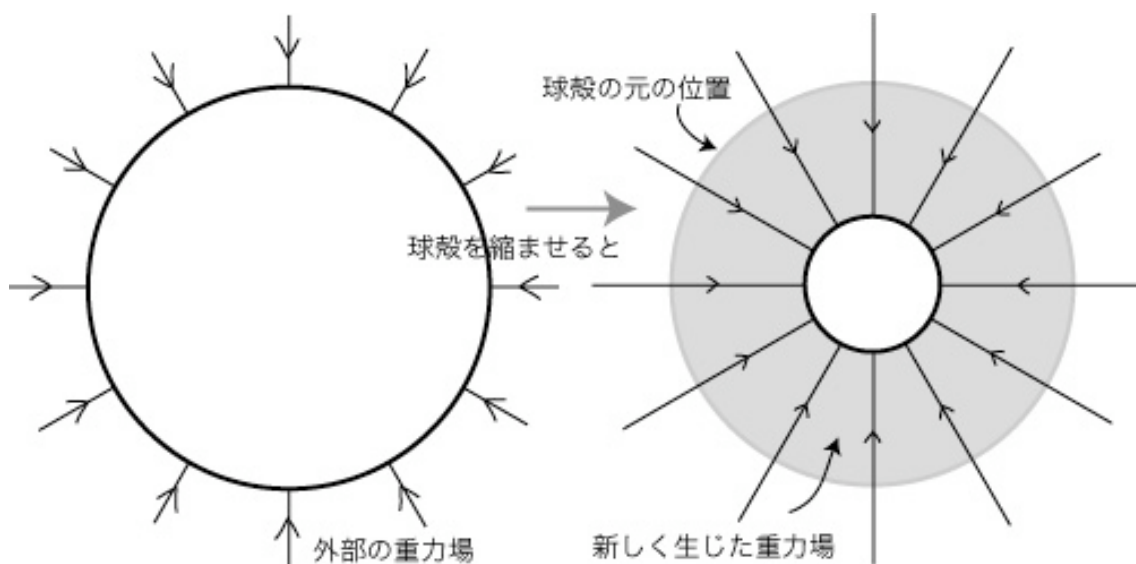 球殻の元の位置
球殻を縮ませると
外部の重力場
新しく生じた重力場